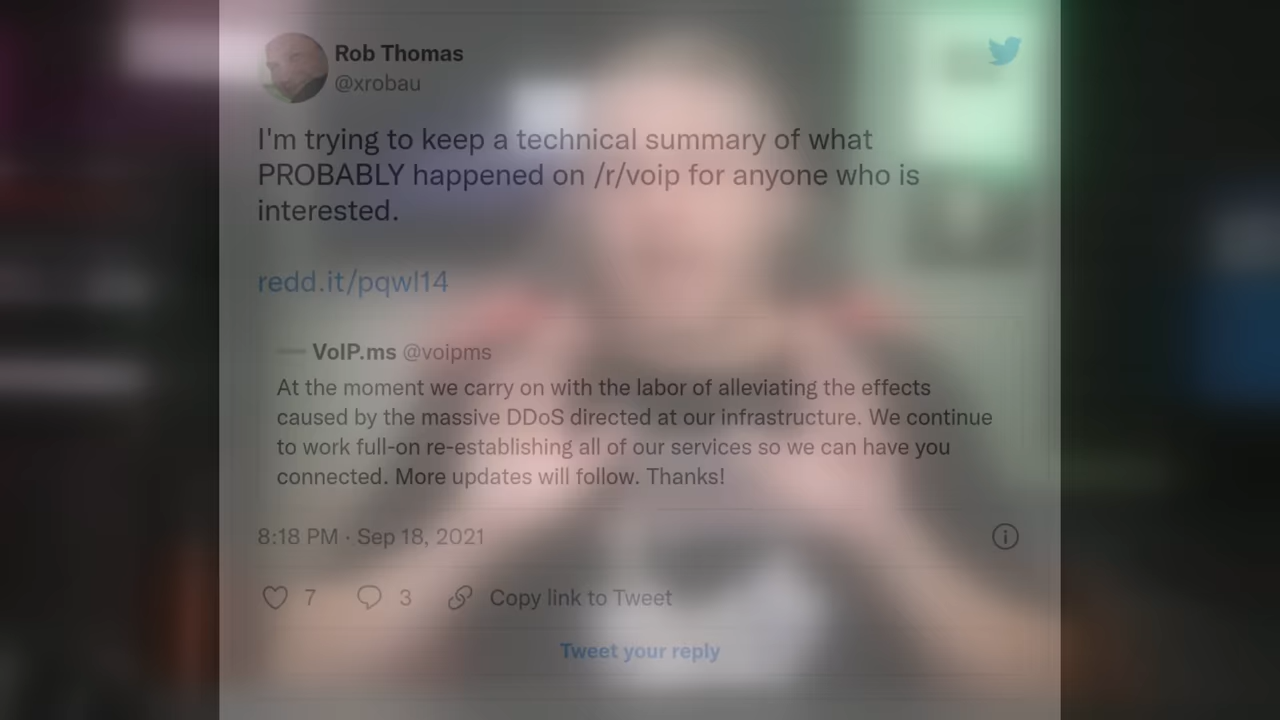 Rob Thomas
@xrobau
I'm trying to keep a technical summary of what
PROBABLY happened on /r/voip for anyone who is
interested.
redd.it/pqwl14
VoIP.ms @voipms
At the moment we carry on with the labor of alleviating the effects
caused by the massive DDoS directed at our infrastructure. We continue
to work full-on re-establishing all of our services so we can have you
connected. More updates will follow. Thanks!
8:18 PM · Sep 18, 2021
7 3 Copy link to Tweet
Tweet your reply